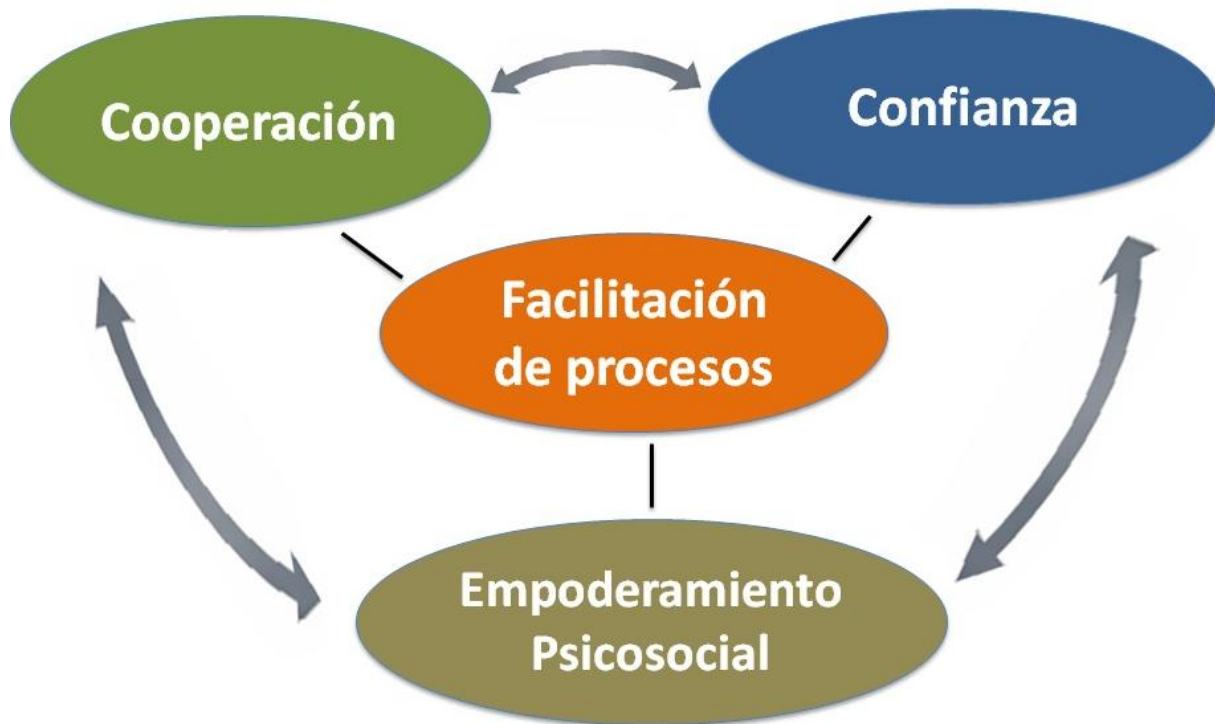 Cooperación
Confianza
Facilitación
de procesos
Empoderamiento
Psicosocial